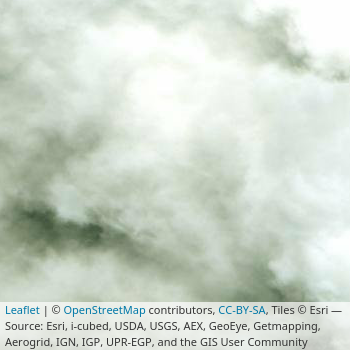 Leaflet | © OpenStreetMap contributors, CC-BY-SA, Tiles © Esri —
Source: Esri, i-cubed, USDA, USGS, AEX, GeoEye, Getmapping,
Aerogrid, IGN, IGP, UPR-EGP, and the GIS User Community